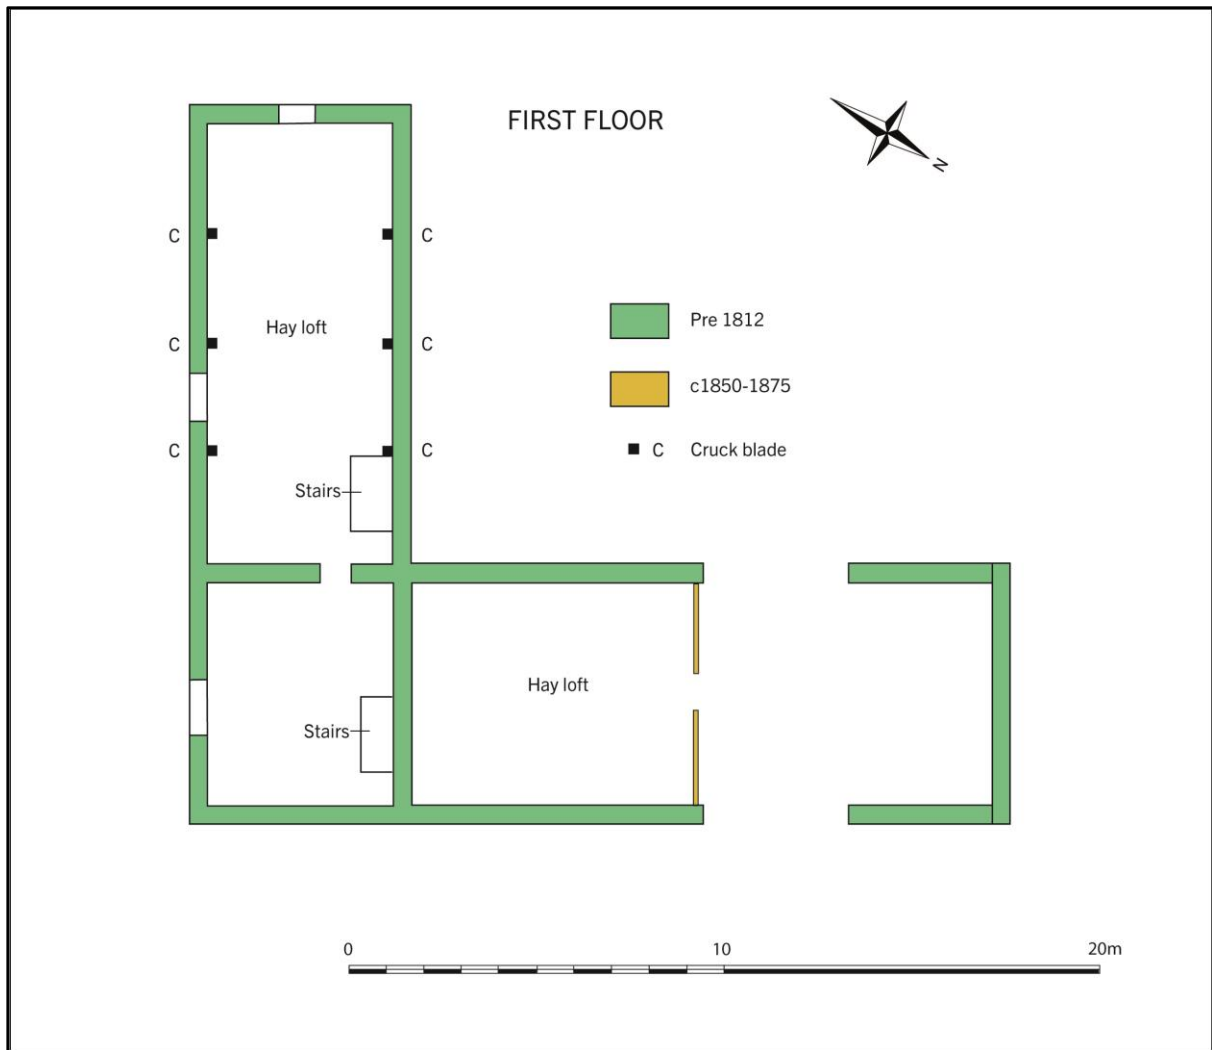 FIRST FLOOR
N
C
C
Hay loft
C
C
C
C
Stairs
Pre 1812
c1850-1875
C Cruck blade
Hay loft
Stairs
0 10 20m